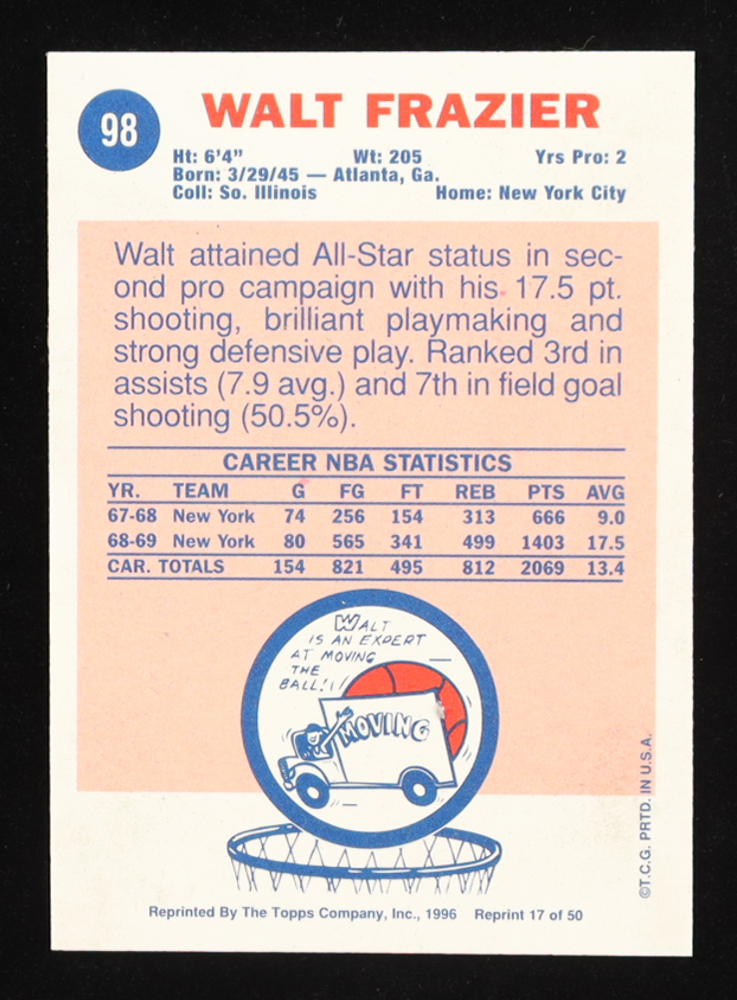 98
WALT FRAZIER
Ht: 6'4" Wt: 205 Yrs Pro: 2
Born: 3/29/45 — Atlanta, Ga.
Coll: So. Illinois Home: New York City
Walt attained All-Star status in sec-
ond pro campaign with his 17.5 pt.
shooting, brilliant playmaking and
strong defensive play. Ranked 3rd in
assists (7.9 avg.) and 7th in field goal
shooting (50.5%).
CAREER NBA STATISTICS
YR. TEAM G FG FT REB PTS AVG
67-68 New York 74 256 154 313 666 9.0
68-69 New York 80 565 341 499 1403 17.5
CAR. TOTALS 154 821 495 812 2069 13.4
WALT
IS AN EXPERT
AT MOVING
THE
BALL!
MOVING
©T.C.G. PRTD. IN U.S.A.
Reprinted By The Topps Company, Inc., 1996 Reprint 17 of 50